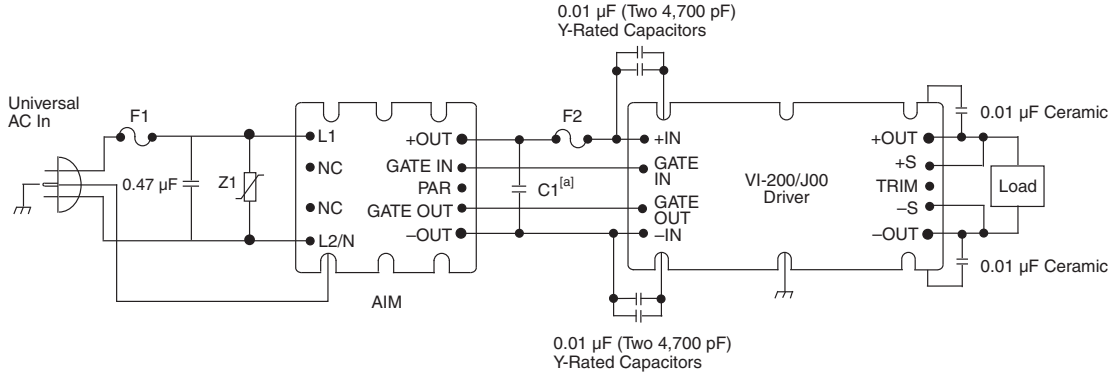 0.01 µF (Two 4,700 pF)
Y-Rated Capacitors
Universal
AC In
F1
0.47 µF
Z1
L1
NC
NC
L2/N
+OUT
GATE IN
PAR
GATE OUT
–OUT
AIM
F2
C1[a]
+IN
GATE
IN
GATE
OUT
–IN
VI-200/J00
Driver
+OUT
+S
TRIM
–S
–OUT
0.01 µF Ceramic
Load
0.01 µF Ceramic
0.01 µF (Two 4,700 pF)
Y-Rated Capacitors